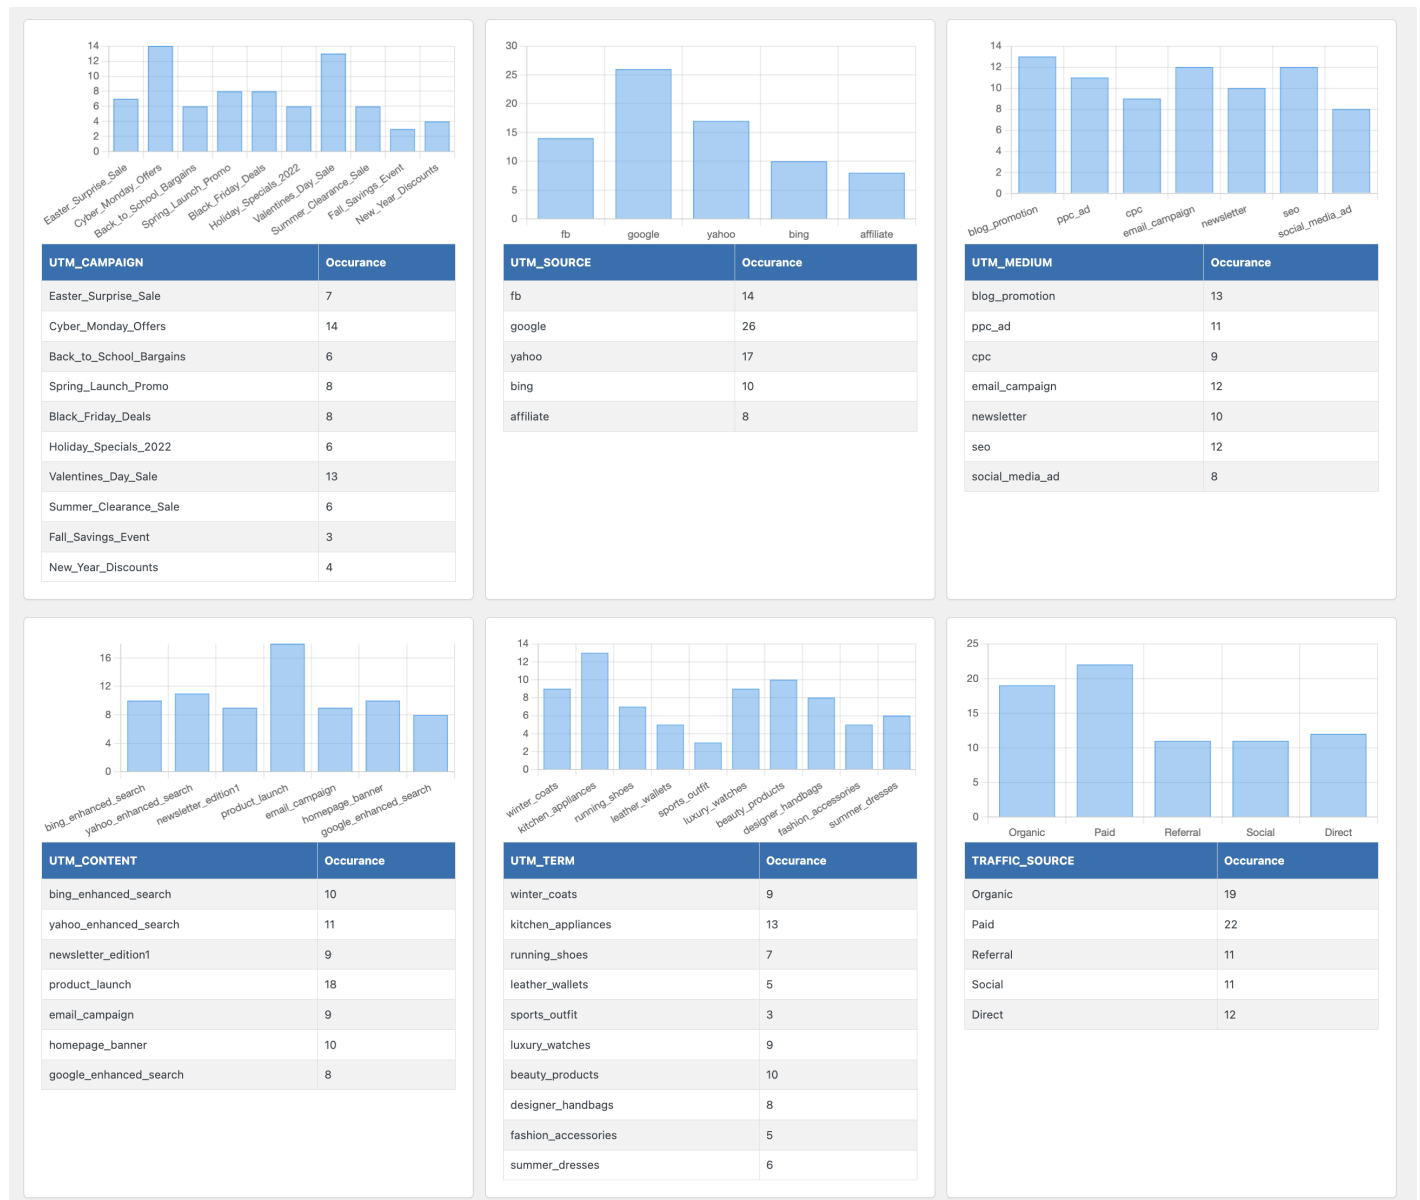 14
12
10
8
6
4
2
0
Easter_Surprise_Sale
Cyber_Monday_Offers
Back_to_School_Bargains
Spring_Launch_Promo
Black_Friday_Deals
Holiday_Specials_2022
Valentines_Day_Sale
Summer_Clearance_Sale
Fall_Savings_Event
New_Year_Discounts
UTM_CAMPAIGN Occurance
Easter_Surprise_Sale 7
Cyber_Monday_Offers 14
Back_to_School_Bargains 6
Spring_Launch_Promo 8
Black_Friday_Deals 8
Holiday_Specials_2022 6
Valentines_Day_Sale 13
Summer_Clearance_Sale 6
Fall_Savings_Event 3
New_Year_Discounts 4
30
25
20
15
10
5
0
fb google yahoo bing affiliate
UTM_SOURCE Occurance
fb 14
google 26
yahoo 17
bing 10
affiliate 8
14
12
10
8
6
4
2
0
blog_promotion
ppc_ad
cpc
email_campaign
newsletter
seo
social_media_ad
UTM_MEDIUM Occurance
blog_promotion 13
ppc_ad 11
cpc 9
email_campaign 12
newsletter 10
seo 12
social_media_ad 8
16
12
8
4
0
bing_enhanced_search
yahoo_enhanced_search
newsletter_edition1
product_launch
email_campaign
homepage_banner
google_enhanced_search
UTM_CONTENT Occurance
bing_enhanced_search 10
yahoo_enhanced_search 11
newsletter_edition1 9
product_launch 18
email_campaign 9
homepage_banner 10
google_enhanced_search 8
14
12
10
8
6
4
2
0
winter_coats
kitchen_appliances
running_shoes
leather_wallets
sports_outfit
luxury_watches
beauty_products
designer_handbags
fashion_accessories
summer_dresses
UTM_TERM Occurance
winter_coats 9
kitchen_appliances 13
running_shoes 7
leather_wallets 5
sports_outfit 3
luxury_watches 9
beauty_products 10
designer_handbags 8
fashion_accessories 5
summer_dresses 6
25
20
15
10
5
0
Organic Paid Referral Social Direct
TRAFFIC_SOURCE Occurance
Organic 19
Paid 22
Referral 11
Social 11
Direct 12